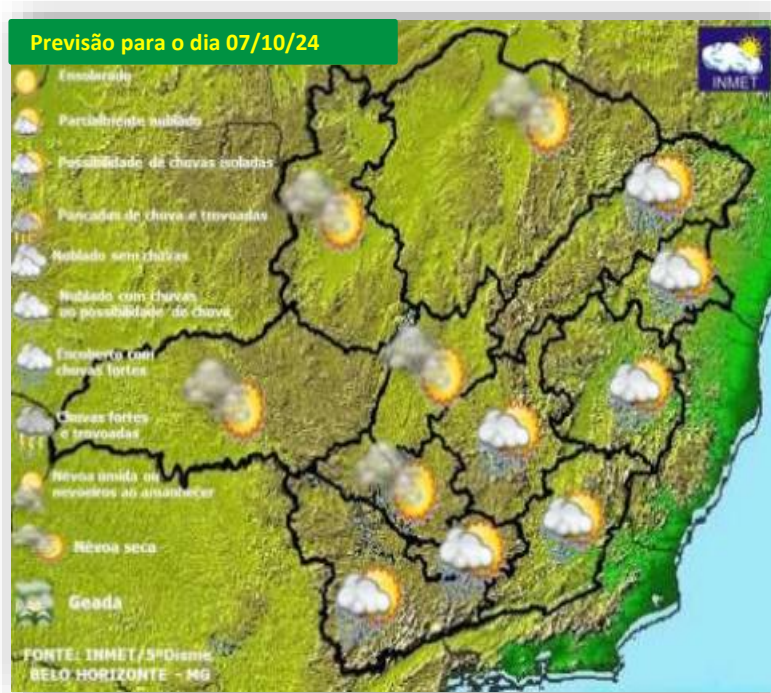 Previsão para o dia 07/10/24
INMET
Ensolarado
Parcialmente nublado
Possibilidade de chuvas isoladas
Pancadas de chuva e trovoadas
Nublado sem chuvas
Nublado com chuvas
ou possibilidade de chuva
Encoberto com
chuvas fortes
Chuvas fortes
e trovoadas
Névoa úmida ou
nevoeiros ao amanhecer
Névoa seca
Geada
FONTE: INMET/5ºDisme
BELO HORIZONTE - MG